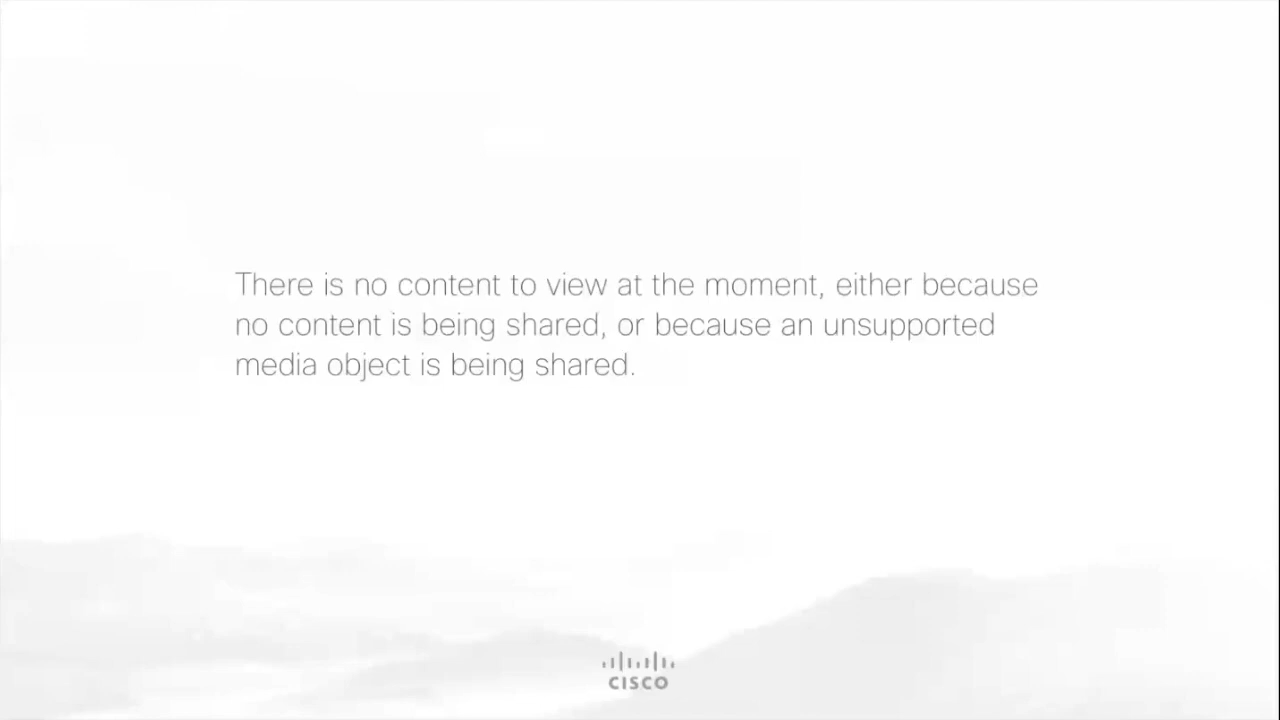 There is no content to view at the moment, either because
no content is being shared, or because an unsupported
media object is being shared.
CISCO